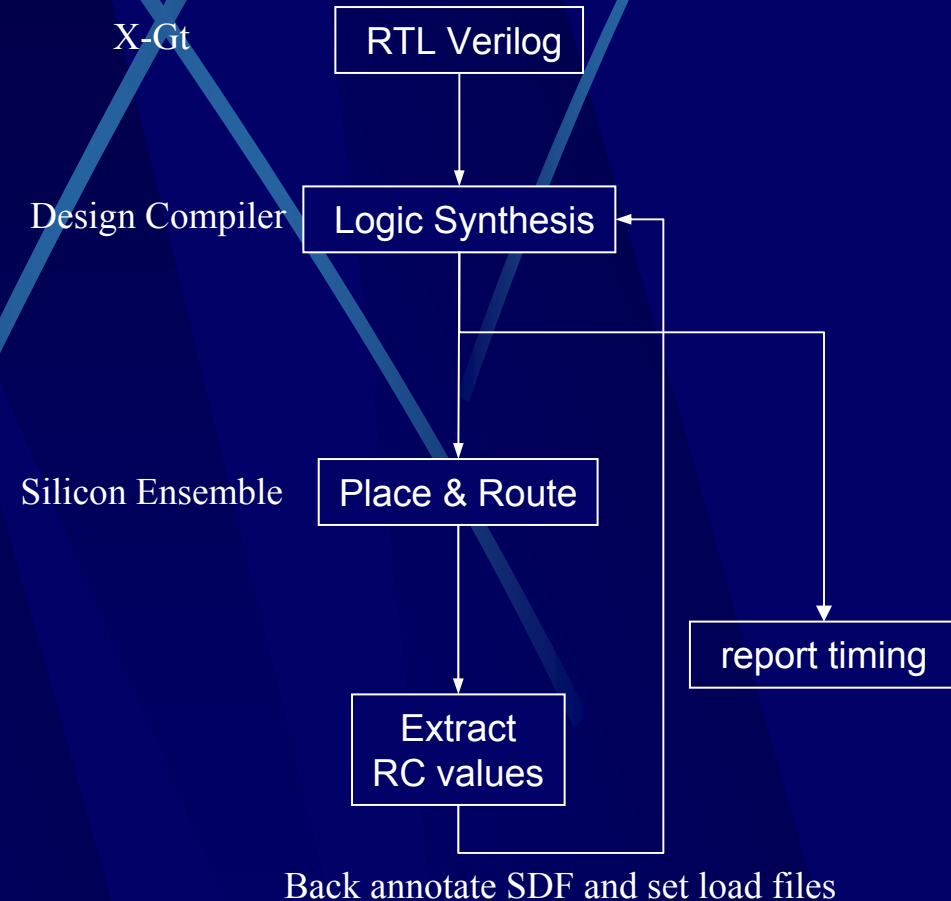 X-Gt
RTL Verilog
Design Compiler
Logic Synthesis
Silicon Ensemble
Place & Route
report timing
Extract
RC values
Back annotate SDF and set load files